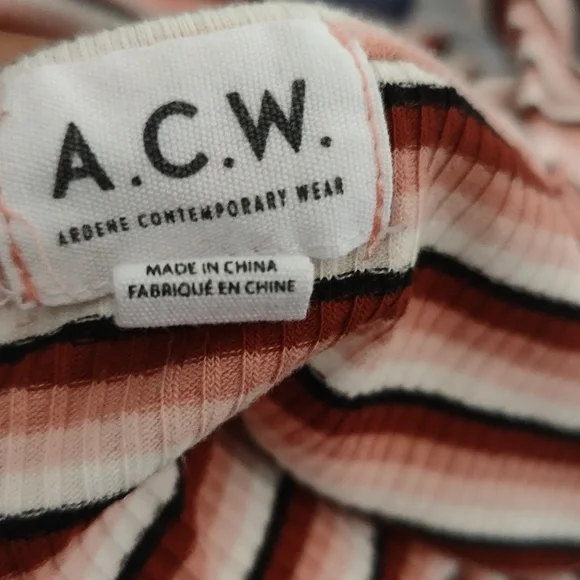 A.C.W.
ARDENE CONTEMPORARY WEAR
MADE IN CHINA
FABRIQUÉ EN CHINE